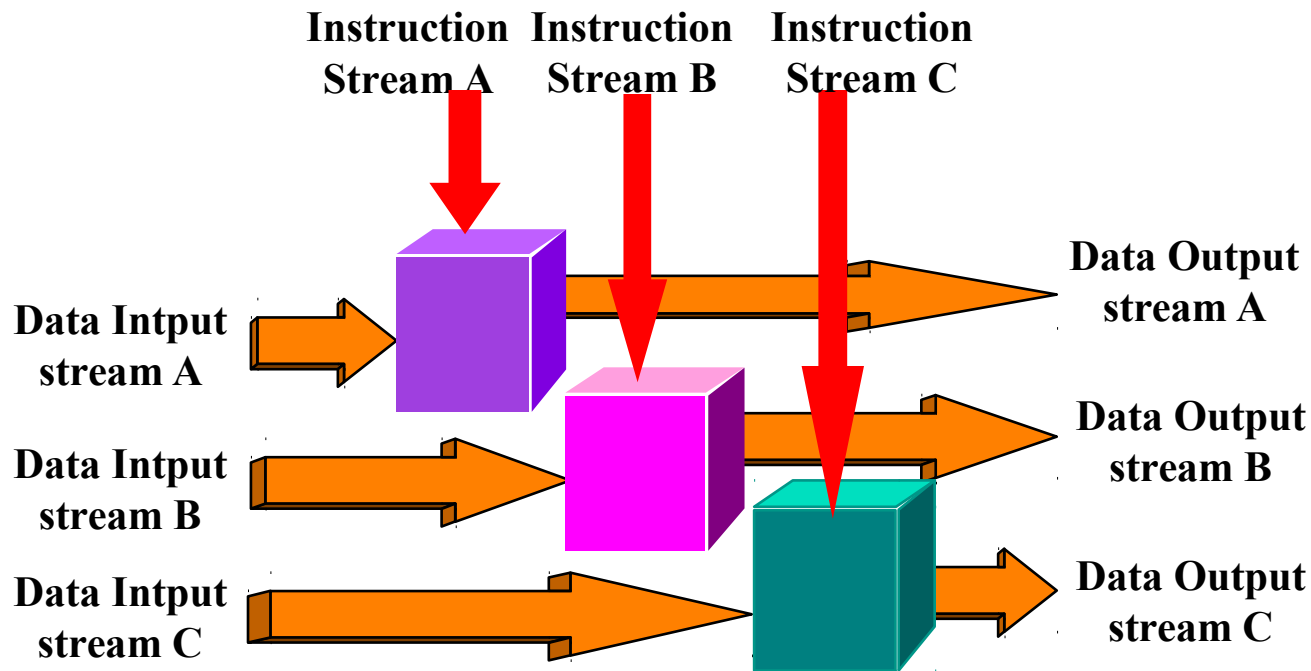 Instruction
Stream A
Instruction
Stream B
Instruction
Stream C
Data Intput
stream A
Data Output
stream A
Data Intput
stream B
Data Output
stream B
Data Intput
stream C
Data Output
stream C